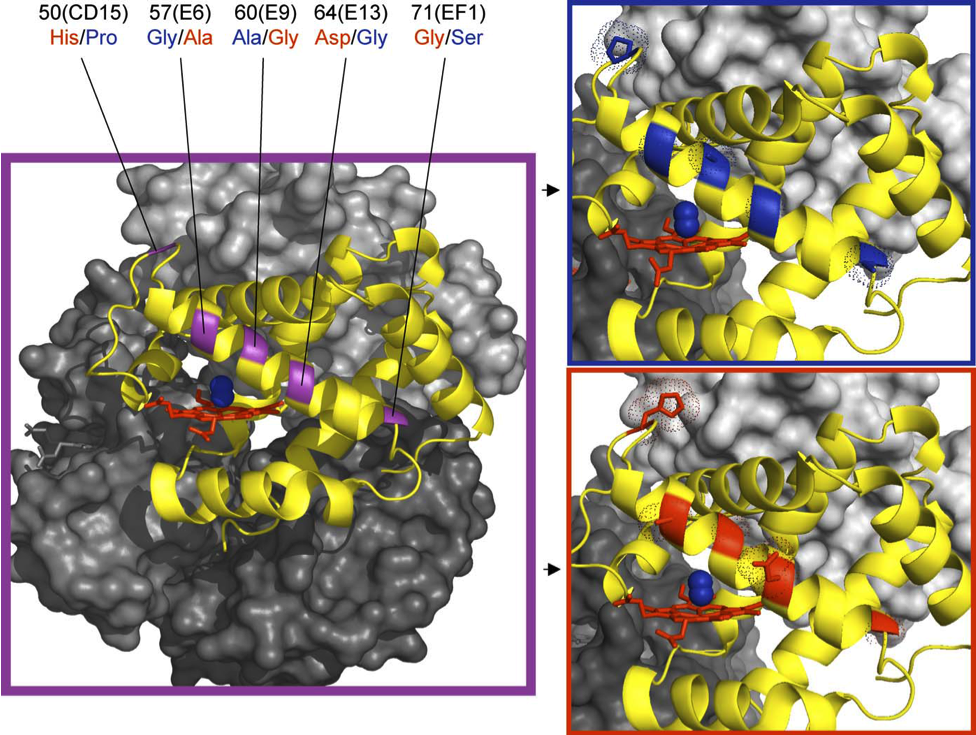 50(CD15) 57(E6) 60(E9) 64(E13) 71(EF1)
His/Pro Gly/Ala Ala/Gly Asp/Gly Gly/Ser